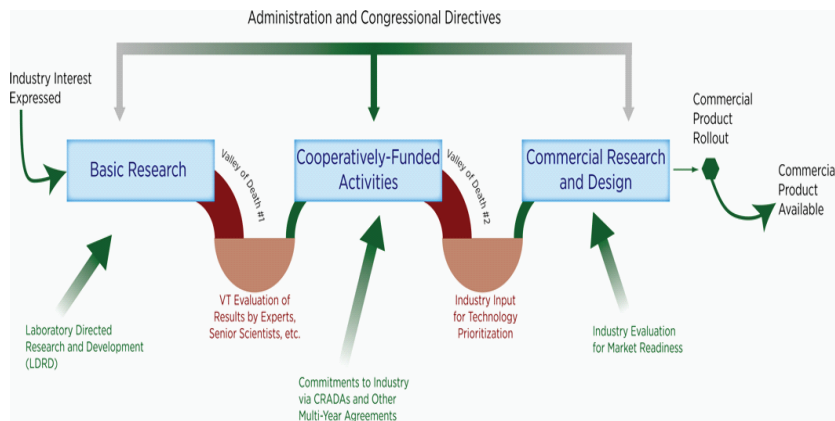 Administration and Congressional Directives
Industry Interest
Expressed
Basic Research
Valley of Death #1
Cooperatively-Funded
Activities
Valley of Death #2
Commercial Research
and Design
Commercial
Product
Rollout
Commercia
Product
Available
Laboratory Directed
Research and Development
(LDRD)
VT Evaluation of
Results by Experts,
Senior Scientists, etc.
Commitments to Industry
via CRADAs and Other
Multi-Year Agreements
Industry Input
for Technology
Prioritization
Industry Evaluation
for Market Readiness